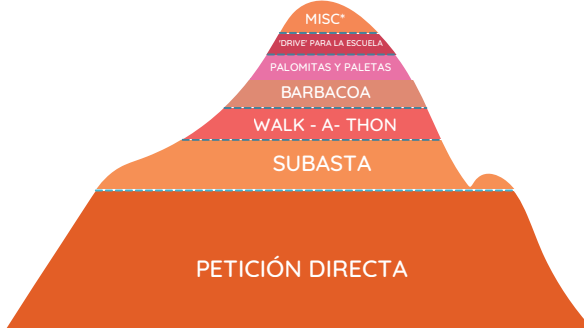 MISC*
'DRIVE' PARA LA ESCUELA
PALOMITAS Y PALETAS
BARBACOA
WALK - A- THON
SUBASTA
PETICIÓN DIRECTA